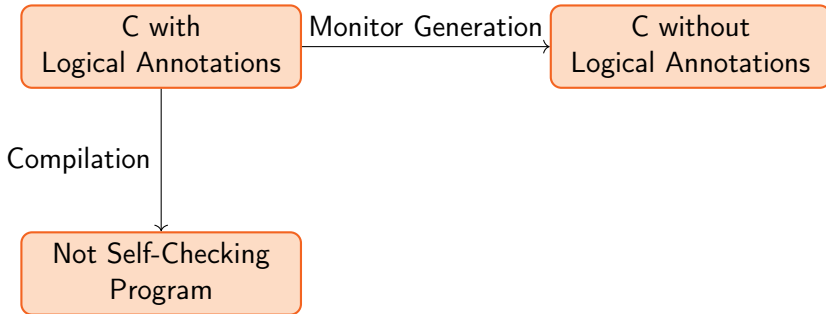 C with
Logical Annotations
Monitor Generation
C without
Logical Annotations
Compilation
Not Self-Checking
Program